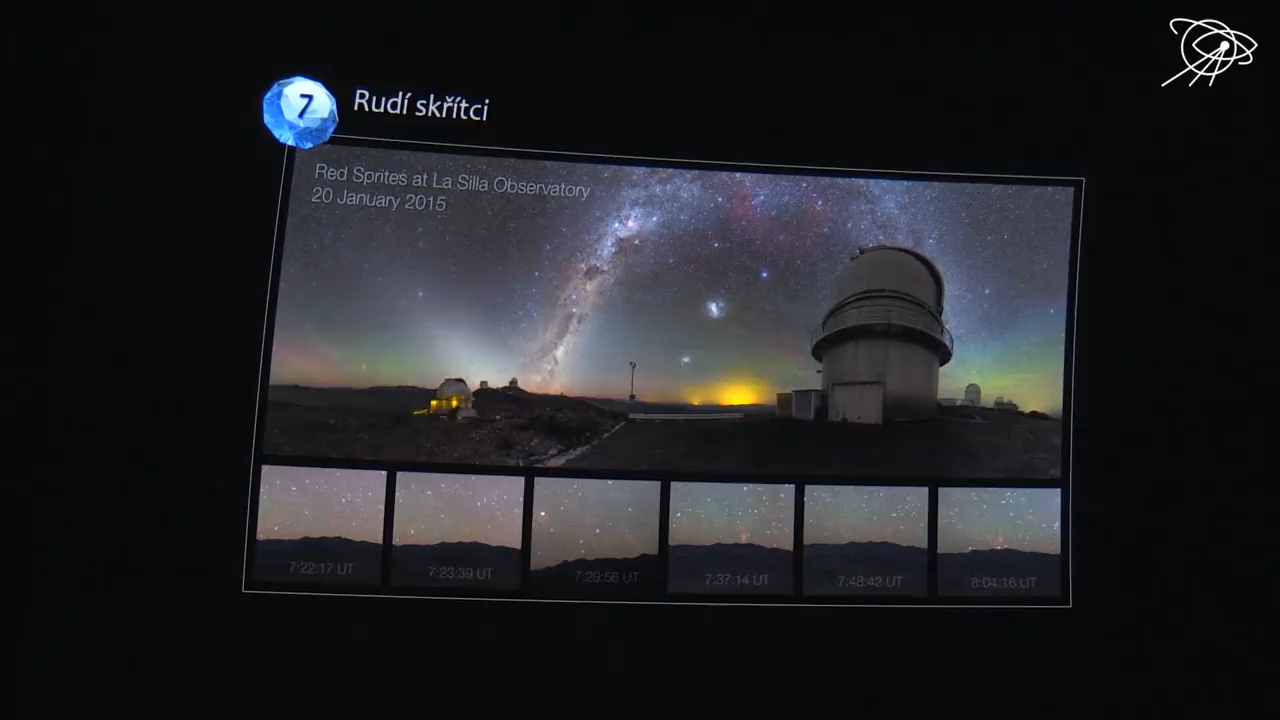 7
Rudí skřítci
Red Sprites at La Silla Observatory
20 January 2015
7:22:17 UT
7:23:39 UT
7:29:56 UT
7:37:14 UT
7:48:42 UT
8:04:16 UT